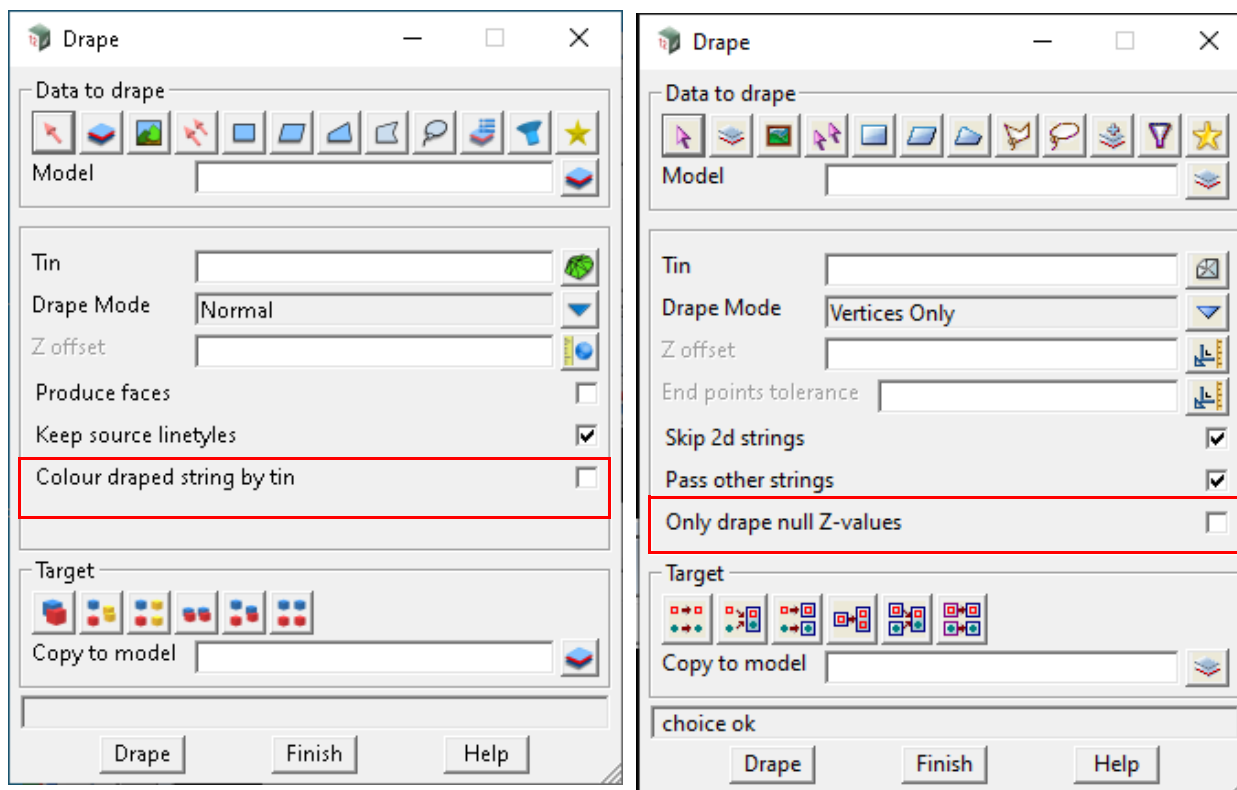 Drape
Data to drape
Model
Tin
Drape Mode
Normal
Z offset
Produce faces
Keep source linetyles
Colour draped string by tin
Target
Copy to model
Drape
Finish
Help
Drape
Data to drape
Model
Tin
Drape Mode
Vertices Only
Z offset
End points tolerance
Skip 2d strings
Pass other strings
Only drape null Z-values
Target
Copy to model
choice ok
Drape
Finish
Help